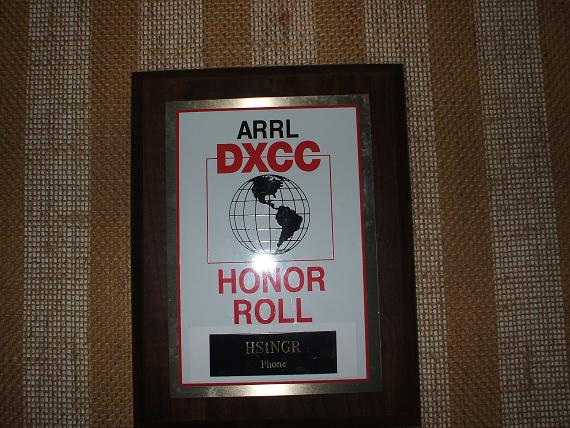 ARRL
DXCC
HONOR
ROLL
HS1NGR
Phone